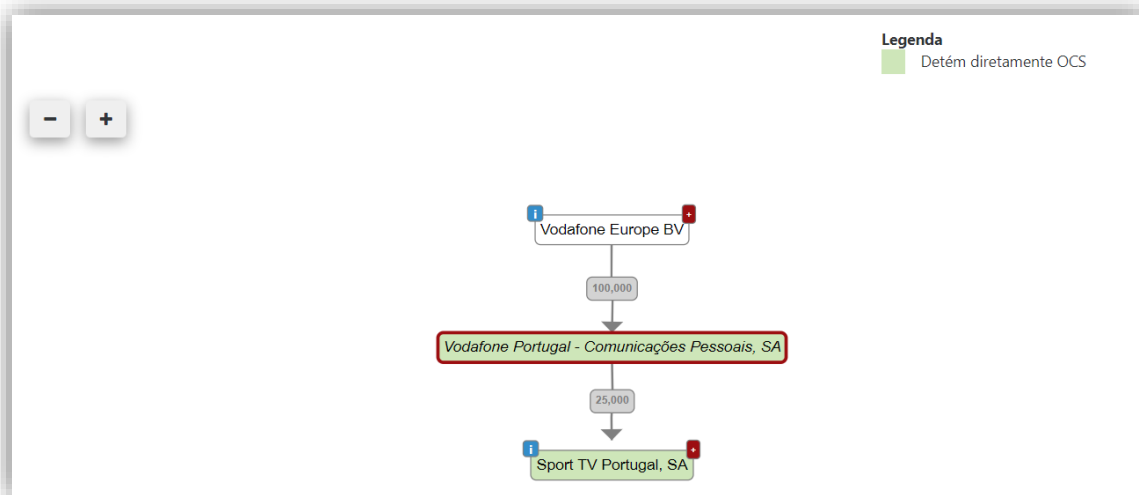 Legenda
Detém diretamente OCS
− +
i +
Vodafone Europe BV
100,000
Vodafone Portugal - Comunicações Pessoais, SA
25,000
i +
Sport TV Portugal, SA